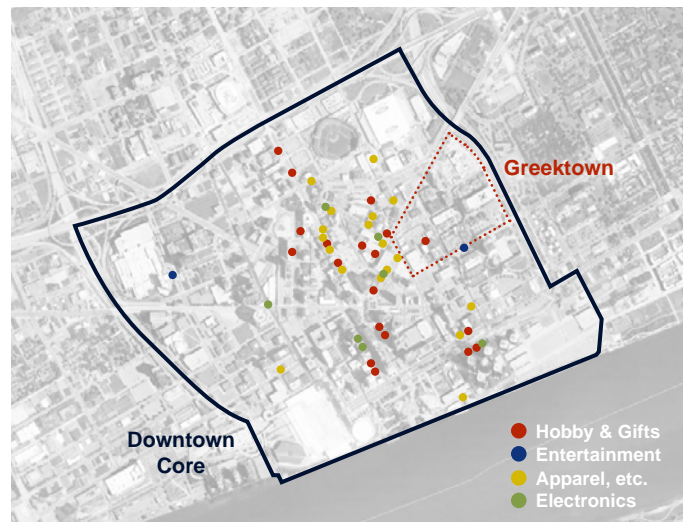 Greektown
Downtown
Core
Hobby & Gifts
Entertainment
Apparel, etc.
Electronics